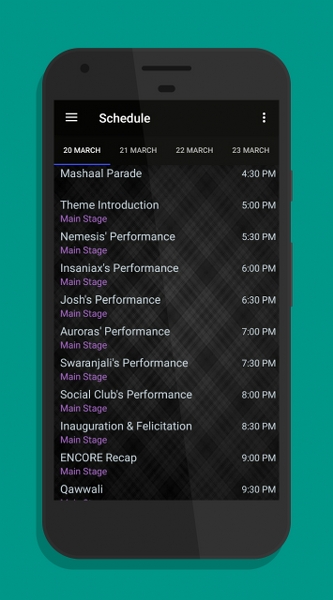 Schedule
20 MARCH 21 MARCH 22 MARCH 23 MARCH
Mashaal Parade 4:30 PM
Theme Introduction 5:00 PM
Main Stage
Nemesis' Performance 5:30 PM
Main Stage
Insaniax's Performance 6:00 PM
Main Stage
Josh's Performance 6:30 PM
Main Stage
Auroras' Performance 7:00 PM
Main Stage
Swaranjali's Performance 7:30 PM
Main Stage
Social Club's Performance 8:00 PM
Main Stage
Inauguration & Felicitation 8:30 PM
Main Stage
ENCORE Recap 9:00 PM
Main Stage
Qawwali 9:30 PM